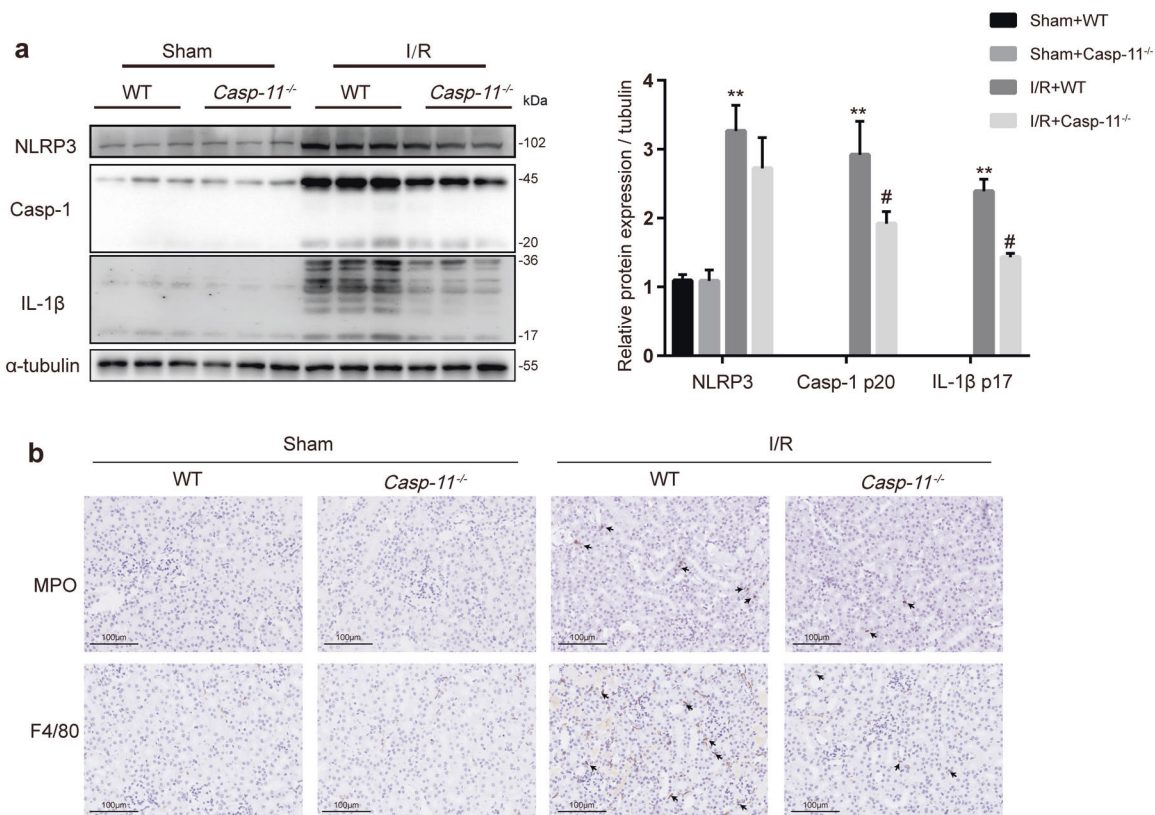 a
Sham I/R
WT Casp-11-/- WT Casp-11-/- kDa
NLRP3 -102
-45
Casp-1
-20
-36
IL-1β
-17
α-tubulin -55
Sham+WT
Sham+Casp-11-/-
I/R+WT
I/R+Casp-11-/-
Relative protein expression / tubulin
4
3
2
1
0
** ** **
# #
NLRP3 Casp-1 p20 IL-1β p17
b
Sham I/R
WT Casp-11-/- WT Casp-11-/-
MPO
100μm 100μm 100μm 100μm
F4/80
100μm 100μm 100μm 100μm